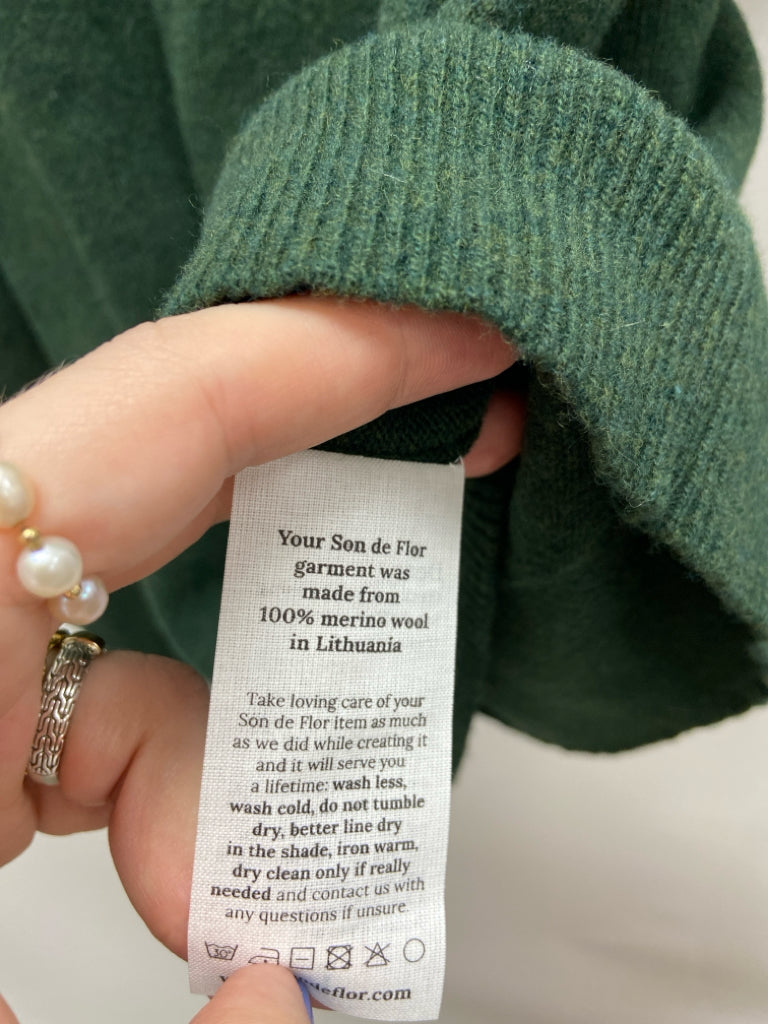 Your Son de Flor
garment was
made from
100% merino wool
in Lithuania
Take loving care of your
Son de Flor item as much
as we did while creating it
and it will serve you
a lifetime: wash less,
wash cold, do not tumble
dry, better line dry
in the shade, iron warm,
dry clean only if really
needed and contact us with
any questions if unsure.
30°
deflor.com